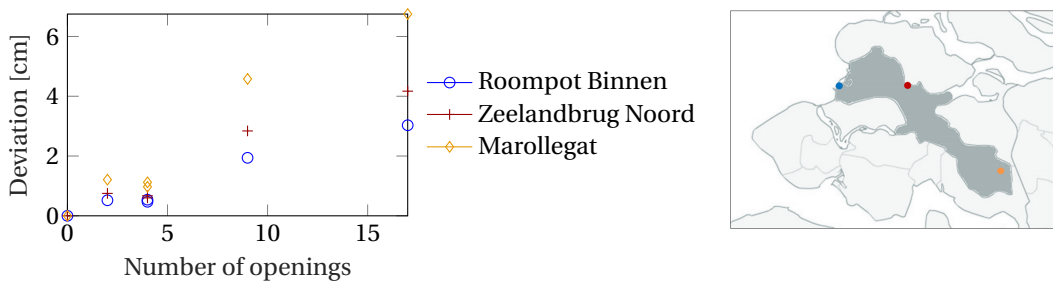 6
4
2
0
Deviation [cm]
0 5 10 15
Number of openings
Roompot Binnen
Zeelandbrug Noord
Marollegat